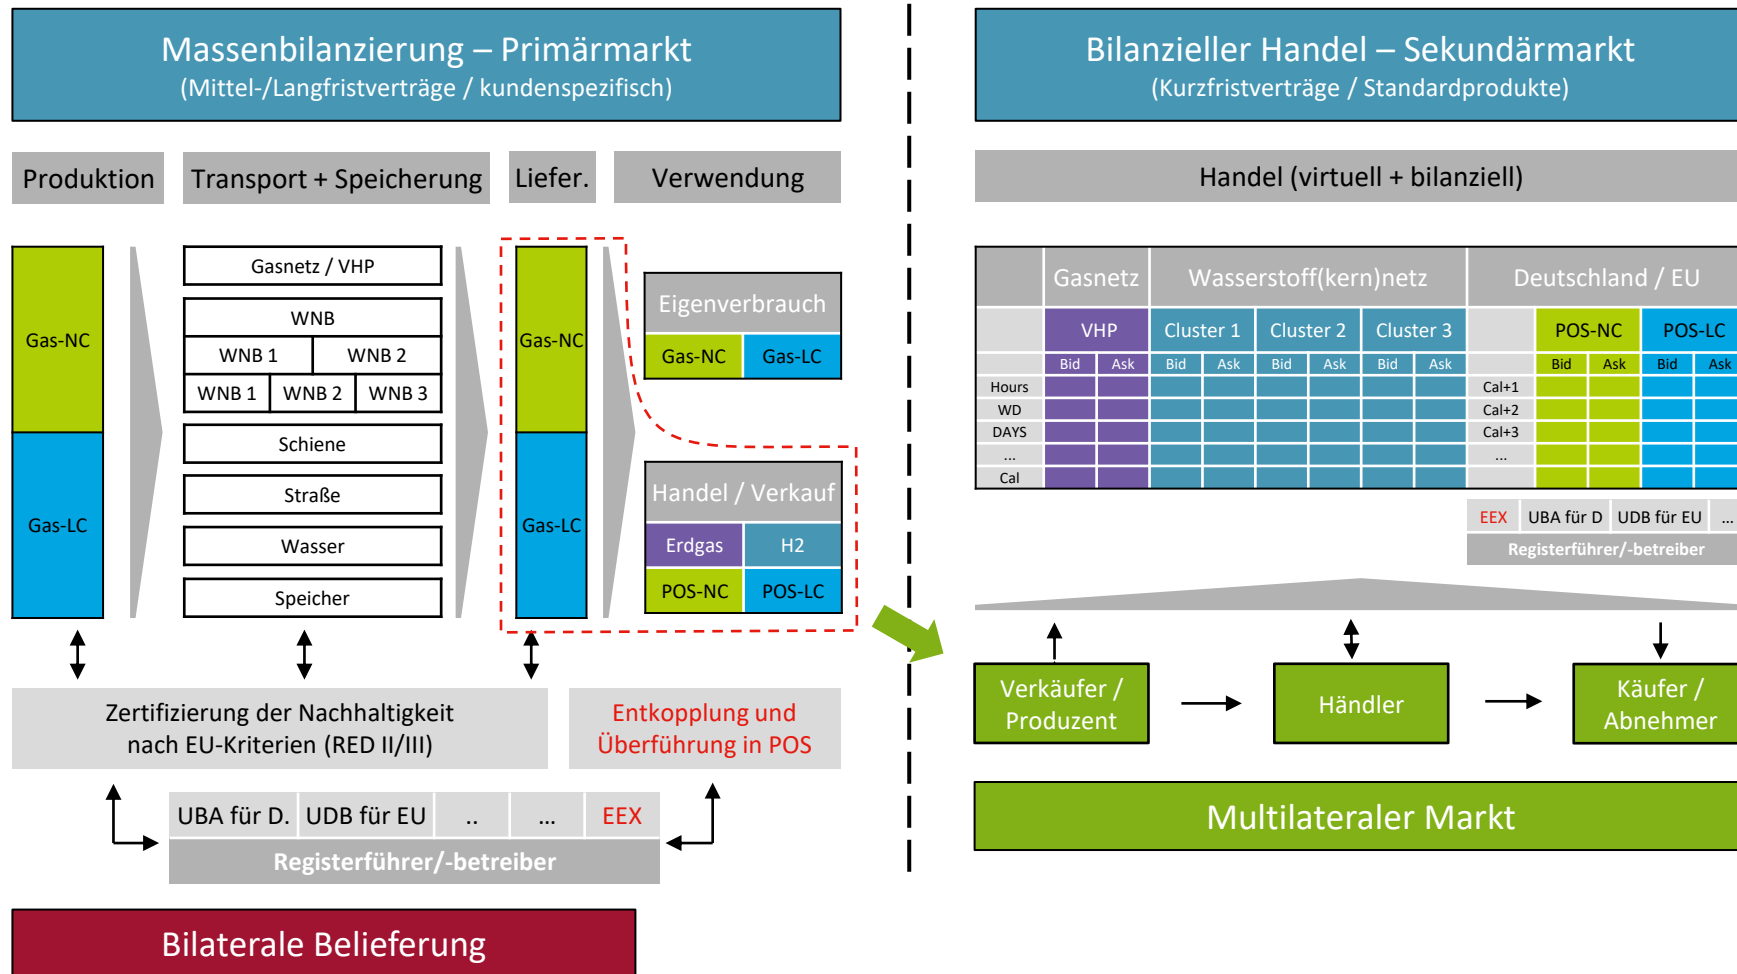 Massenbilanzierung – Primärmarkt
(Mittel-/Langfristverträge / kundenspezifisch)
Produktion
Transport + Speicherung
Liefer.
Verwendung
Gas-NC
Gas-LC
Gasnetz / VHP
WNB
WNB 1
WNB 2
WNB 1
WNB 2
WNB 3
Schiene
Straße
Wasser
Speicher
Gas-NC
Gas-LC
Eigenverbrauch
Gas-NC
Gas-LC
Handel / Verkauf
Erdgas
H2
POS-NC
POS-LC
Zertifizierung der Nachhaltigkeit
nach EU-Kriterien (RED II/III)
Entkopplung und
Überführung in POS
UBA für D.
UDB für EU
..
...
EEX
Registerführer/-betreiber
Bilaterale Belieferung
Bilanzieller Handel – Sekundärmarkt
(Kurzfristverträge / Standardprodukte)
Handel (virtuell + bilanziell)
Gasnetz
Wasserstoff(kern)netz
Deutschland / EU
VHP
Cluster 1
Cluster 2
Cluster 3
POS-NC
POS-LC
Bid
Ask
Bid
Ask
Bid
Ask
Bid
Ask
Bid
Ask
Bid
Ask
Hours
Cal+1
WD
Cal+2
DAYS
Cal+3
...
...
Cal
EEX
UBA für D
UDB für EU
...
Registerführer/-betreiber
Verkäufer /
Produzent
Händler
Käufer /
Abnehmer
Multilateraler Markt